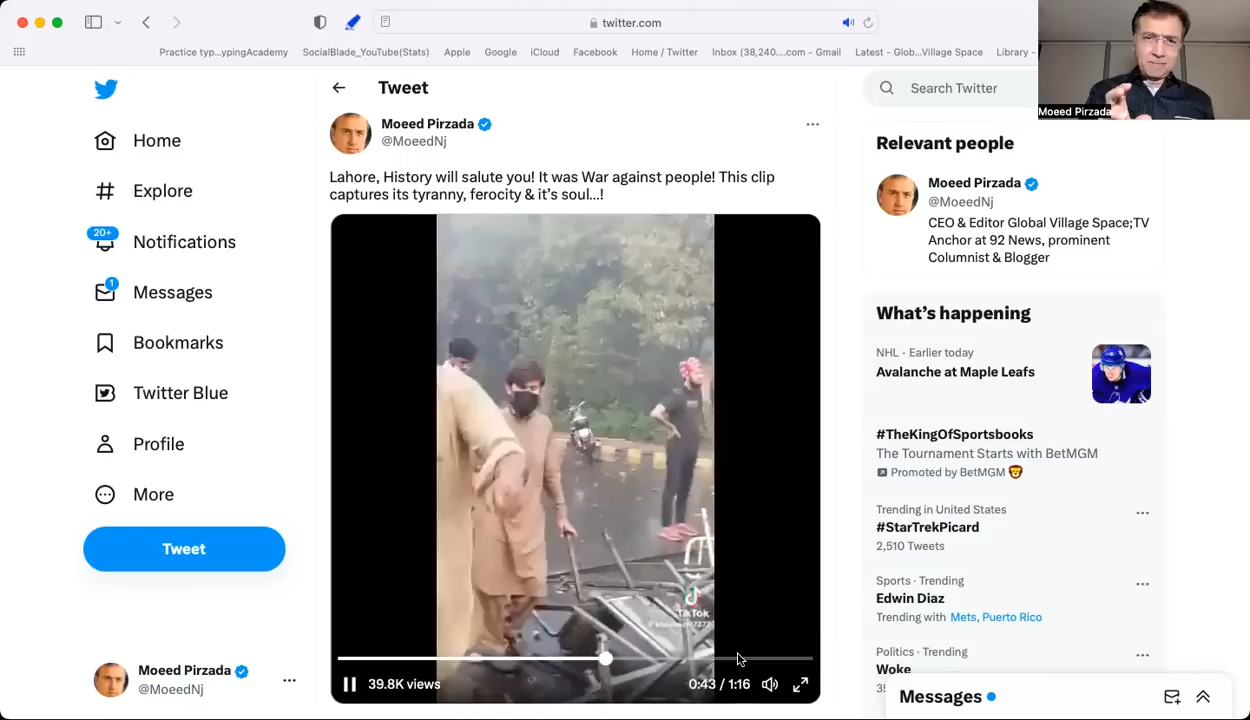 twitter.com
Practice typ...ypingAcademy
SocialBlade_YouTube(Stats)
Apple
Google
iCloud
Facebook
Home / Twitter
Inbox (38,240....com - Gmail
Latest - Glob...Village Space
Library -
Moeed Pirzada
Home
Explore
20+
Notifications
1
Messages
Bookmarks
Twitter Blue
Profile
More
Tweet
Moeed Pirzada
@MoeedNj
Tweet
Moeed Pirzada
@MoeedNj
Lahore, History will salute you! It was War against people! This clip
captures its tyranny, ferocity & it's soul...!
TikTok
39.8K views
0:43 / 1:16
Search Twitter
Relevant people
Moeed Pirzada
@MoeedNj
CEO & Editor Global Village Space;TV
Anchor at 92 News, prominent
Columnist & Blogger
What's happening
NHL · Earlier today
Avalanche at Maple Leafs
#TheKingOfSportsbooks
The Tournament Starts with BetMGM
Promoted by BetMGM
Trending in United States
#StarTrekPicard
2,510 Tweets
Sports · Trending
Edwin Diaz
Trending with Mets, Puerto Rico
Politics · Trending
Woke
Messages